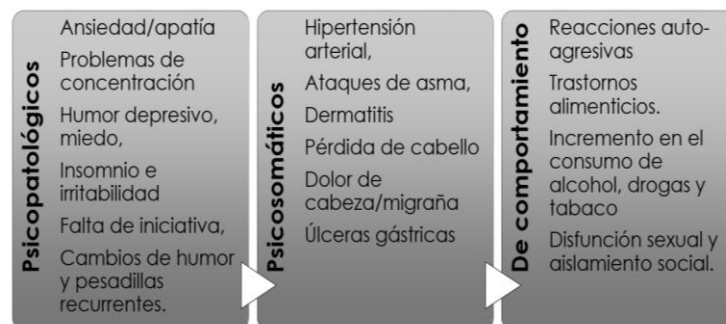 Psicopatológicos
Ansiedad/apatía
Problemas de
concentración
Humor depresivo,
miedo,
Insomnio e
irritabilidad
Falta de iniciativa,
Cambios de humor
y pesadillas
recurrentes.
Psicosomáticos
Hipertensión
arterial,
Ataques de asma,
Dermatitis
Pérdida de cabello
Dolor de
cabeza/migraña
Úlceras gástricas
De comportamiento
Reacciones auto-
agresivas
Trastornos
alimenticios.
Incremento en el
consumo de
alcohol, drogas y
tabaco
Disfunción sexual y
aislamiento social.